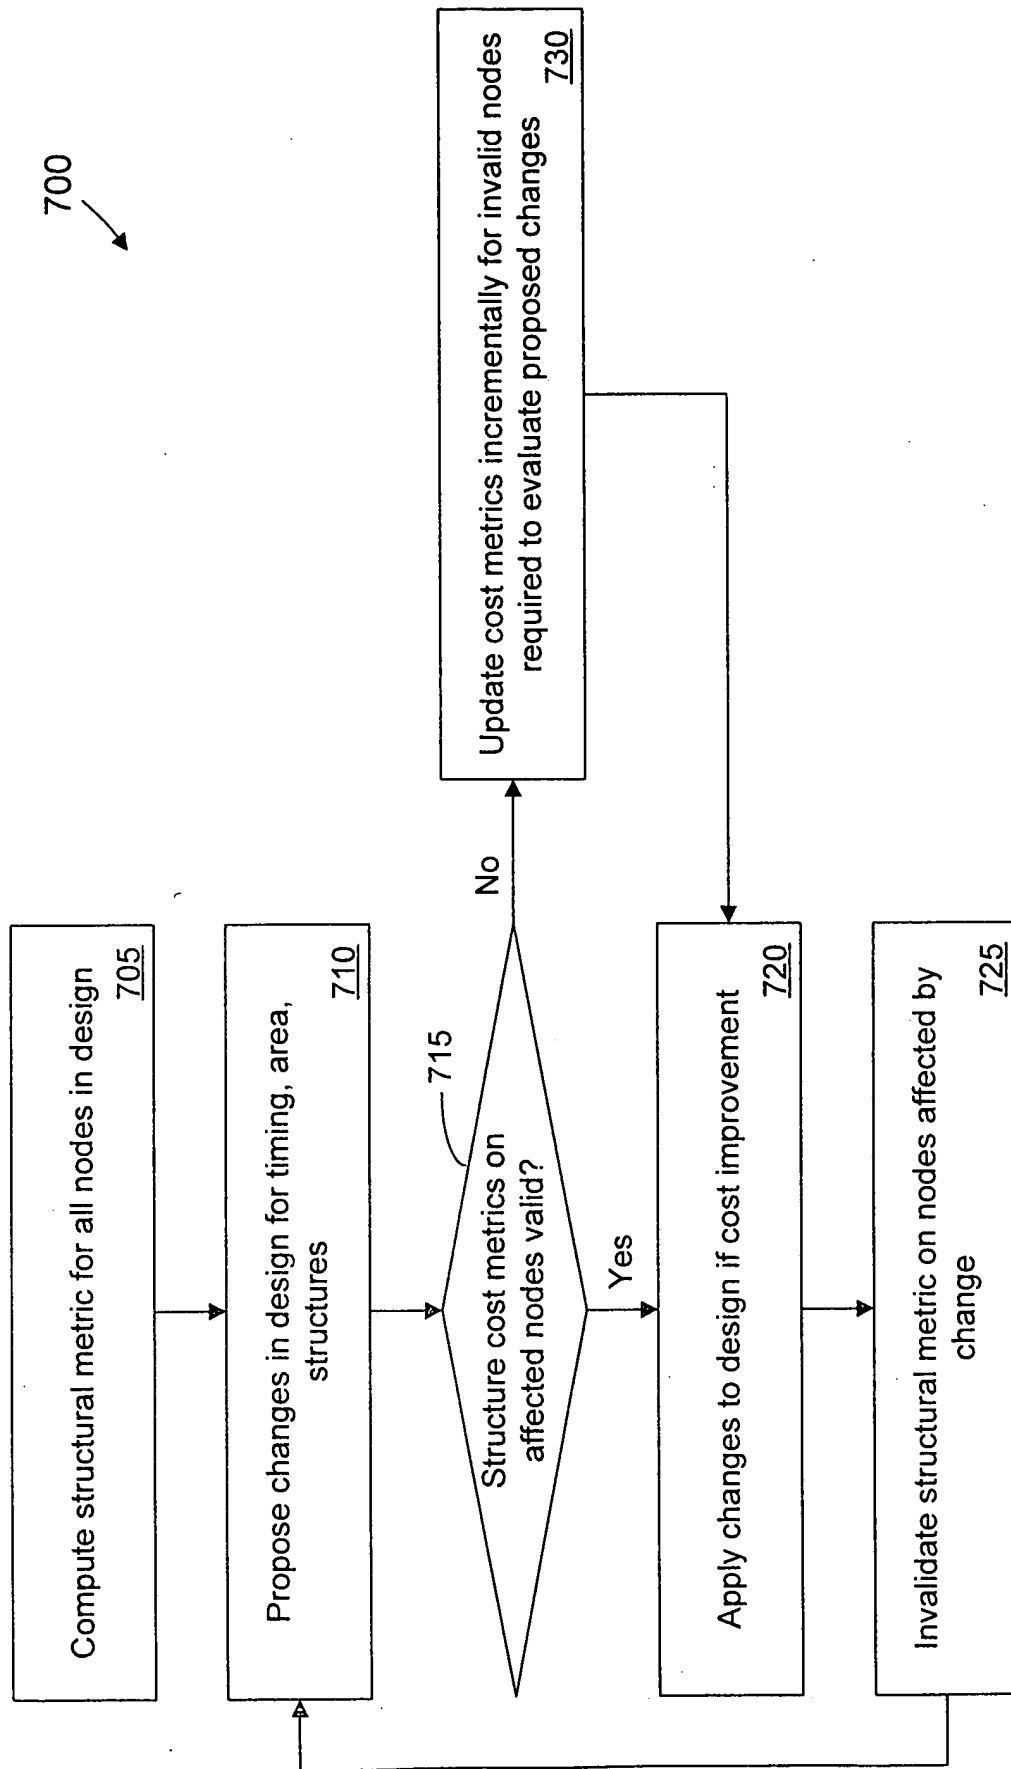 700
Compute structural metric for all nodes in design
705
Propose changes in design for timing, area,
structures
710
715
Structure cost metrics on
affected nodes valid?
No
Yes
Update cost metrics incrementally for invalid nodes
required to evaluate proposed changes
730
Apply changes to design if cost improvement
720
Invalidate structural metric on nodes affected by
change
725